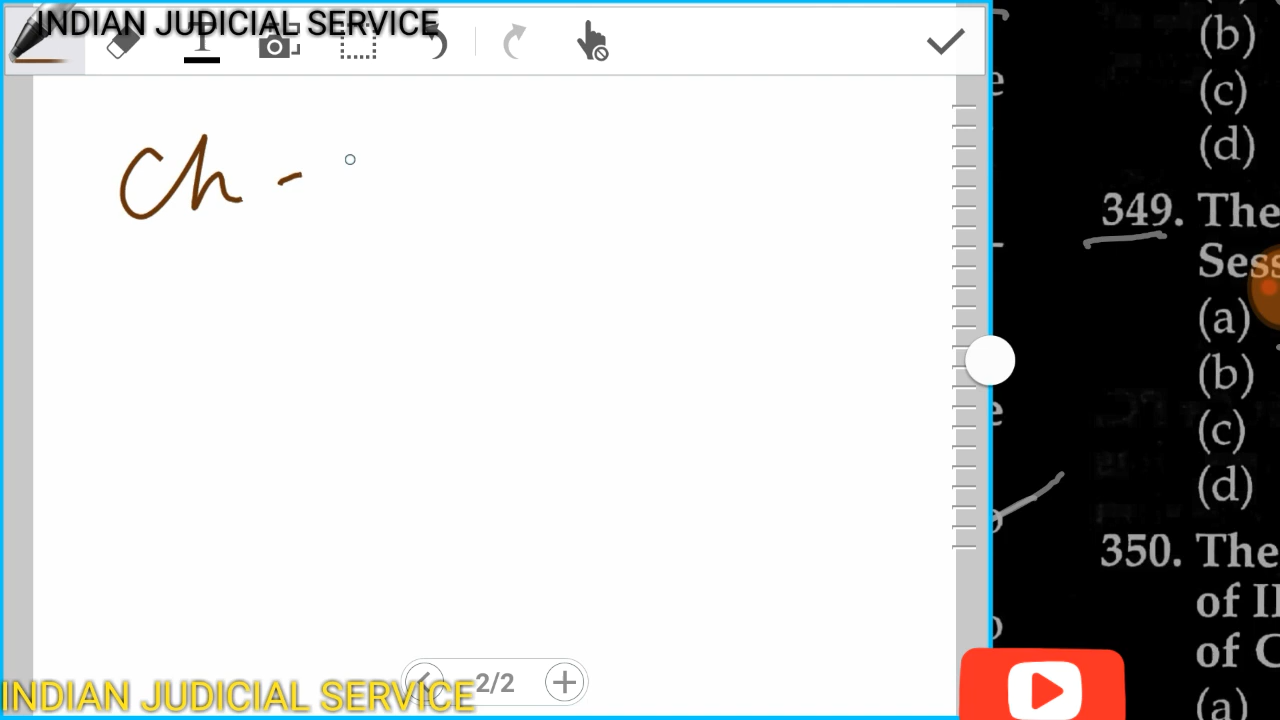 INDIAN JUDICIAL SERVICE
T
Ch -
2/2
INDIAN JUDICIAL SERVICE
(b)
(c)
(d)
349. The
Sess
(a)
(b)
(c)
(d)
350. The
of
of C
(a)